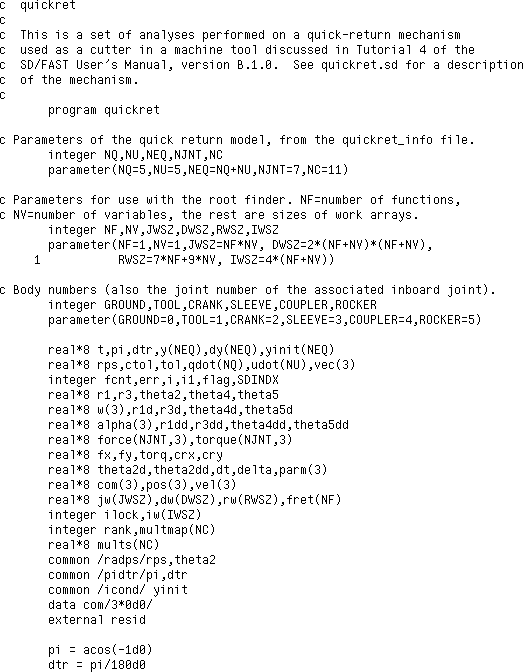 c  quickret
c
c  This is a set of analyses performed on a quick-return mechanism
c  used as a cutter in a machine tool discussed in Tutorial 4 of the
c  SD/FAST User's Manual, version B.1.0.  See quickret.sd for a description
c  of the mechanism.
c
       program quickret

c Parameters of the quick return model, from the quickret_info file.
       integer NQ,NU,NEQ,NJNT,NC
       parameter(NQ=5,NU=5,NEQ=NQ+NU,NJNT=7,NC=11)

c Parameters for use with the root finder. NF=number of functions,
c NV=number of variables, the rest are sizes of work arrays.
       integer NF,NV,JWSZ,DWSZ,RWSZ,IWSZ
       parameter(NF=1,NV=1,JWSZ=NF*NV, DWSZ=2*(NF+NV)*(NF+NV),
     1           RWSZ=7*NF+9*NV, IWSZ=4*(NF+NV))

c Body numbers (also the joint number of the associated inboard joint).
       integer GROUND,TOOL,CRANK,SLEEVE,COUPLER,ROCKER
       parameter(GROUND=0,TOOL=1,CRANK=2,SLEEVE=3,COUPLER=4,ROCKER=5)

       real*8 t,pi,dtr,y(NEQ),dy(NEQ),yinit(NEQ)
       real*8 rps,ctol,tol,qdot(NQ),udot(NU),vec(3)
       integer fcnt,err,i,i1,flag,SDINDX
       real*8 r1,r3,theta2,theta4,theta5
       real*8 w(3),r1d,r3d,theta4d,theta5d
       real*8 alpha(3),r1dd,r3dd,theta4dd,theta5dd
       real*8 force(NJNT,3),torque(NJNT,3)
       real*8 fx,fy,torq,crx,cry
       real*8 theta2d,theta2dd,dt,delta,parm(3)
       real*8 com(3),pos(3),vel(3)
       real*8 jw(JWSZ),dw(DWSZ),rw(RWSZ),fret(NF)
       integer ilock,iw(IWSZ)
       integer rank,multmap(NC)
       real*8 mults(NC)
       common /radps/rps,theta2
       common /pidtr/pi,dtr
       common /icond/ yinit
       data com/3*0d0/
       external resid

       pi = acos(-1d0)
       dtr = pi/180d0